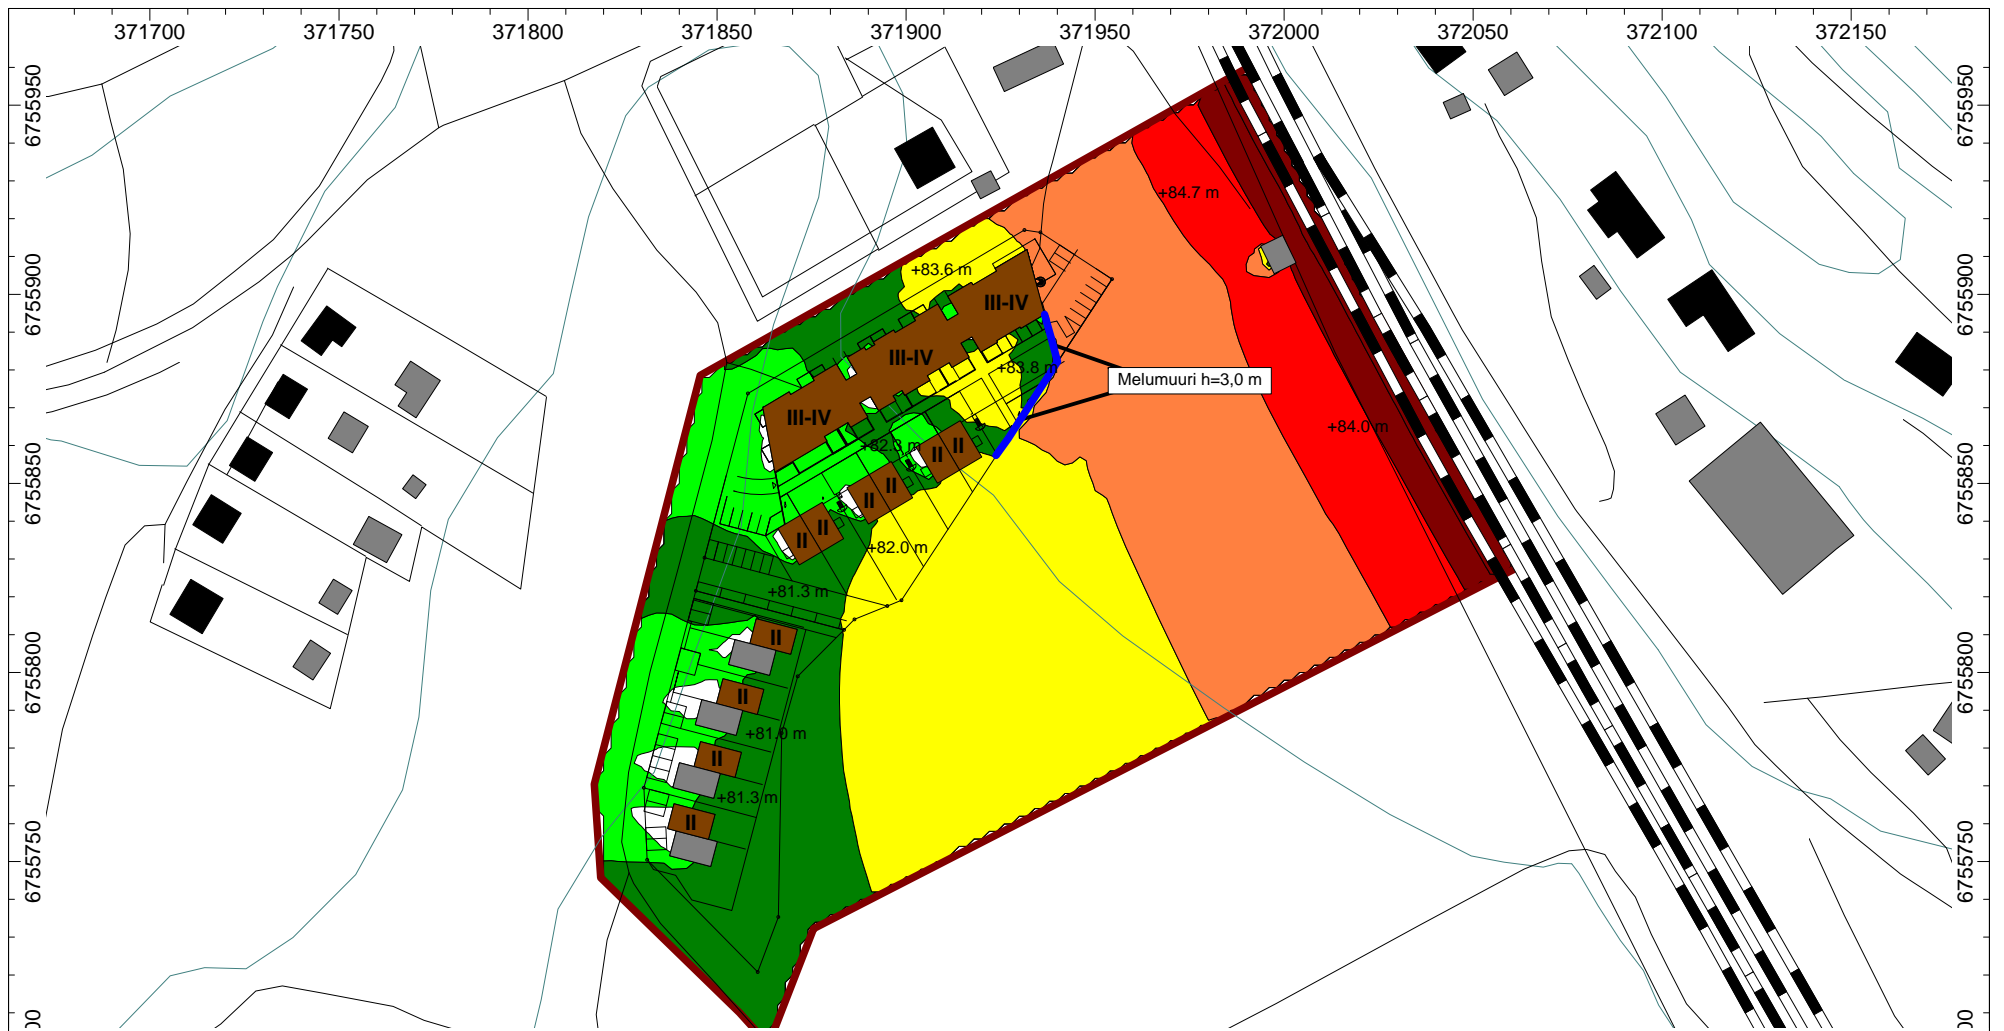 371700 371750 371800 371850 371900 371950 372000 372050 372100 372150
6755950
6755950
+84.7 m
+83.6 m
6755900
6755900
III-IV
III-IV
+83.8 m
Melumuuri h=3,0 m
III-IV
+84.0 m
+82.3 m
II
II
6755850
6755850
II
II
II
II
+82.0 m
+81.3 m
II
6755800
6755800
II
+81.0 m
II
+81.3 m
II
6755750
6755750
00
00